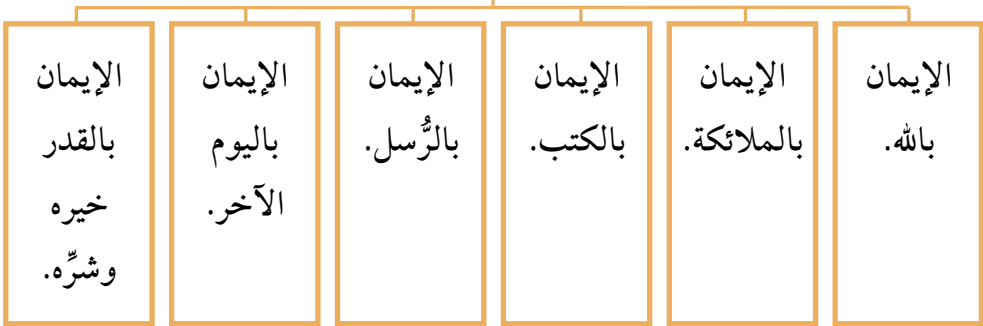 الإيمان
بالله.
الإيمان
بالملائكة.
الإيمان
بالكتب.
الإيمان
بالرُّسل.
الإيمان
باليوم
الآخر.
الإيمان
بالقدر
خيره
وشرِّه.